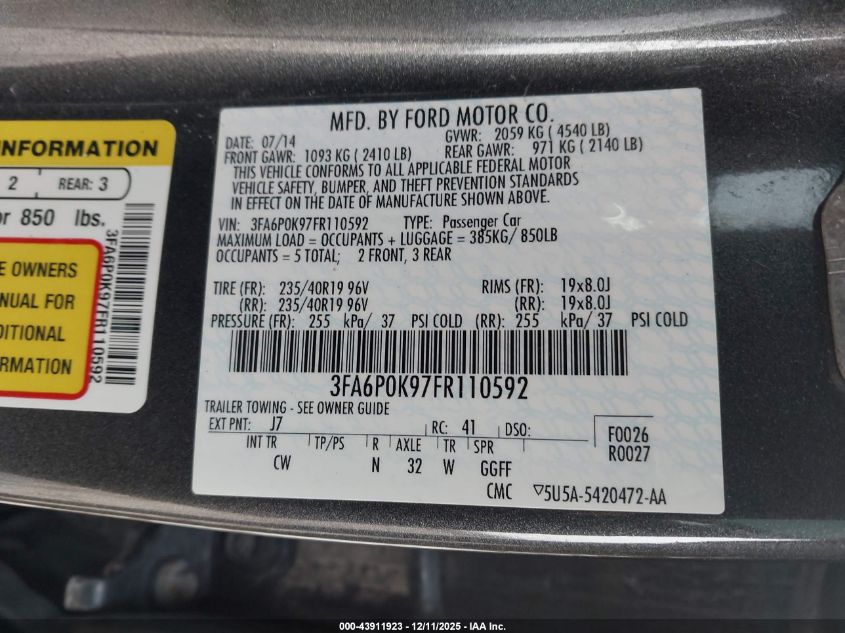 INFORMATION
2 REAR: 3
or 850 lbs.
E OWNERS
NUAL FOR
DITIONAL
RMATION
3FA6P0K97FR110592
MFD. BY FORD MOTOR CO.
DATE: 07/14 GVWR: 2059 KG ( 4540 LB)
FRONT GAWR: 1093 KG ( 2410 LB) REAR GAWR: 971 KG ( 2140 LB)
THIS VEHICLE CONFORMS TO ALL APPLICABLE FEDERAL MOTOR
VEHICLE SAFETY, BUMPER, AND THEFT PREVENTION STANDARDS
IN EFFECT ON THE DATE OF MANUFACTURE SHOWN ABOVE.
VIN: 3FA6P0K97FR110592 TYPE: Passenger Car
MAXIMUM LOAD = OCCUPANTS + LUGGAGE = 385KG/ 850LB
OCCUPANTS = 5 TOTAL; 2 FRONT, 3 REAR
TIRE (FR): 235/40R19 96V RIMS (FR): 19x8.0J
(RR): 235/40R19 96V (RR): 19x8.0J
PRESSURE (FR): 255 kPa/ 37 PSI COLD (RR): 255 kPa/ 37 PSI COLD
3FA6P0K97FR110592
TRAILER TOWING - SEE OWNER GUIDE
EXT PNT: J7 RC: 41 DSO: F0026
INT TR TP/PS R AXLE TR SPR R0027
CW N 32 W GGFF
CMC ▽5U5A-5420472-AA
000-43911923 - 12/11/2025 - IAA Inc.